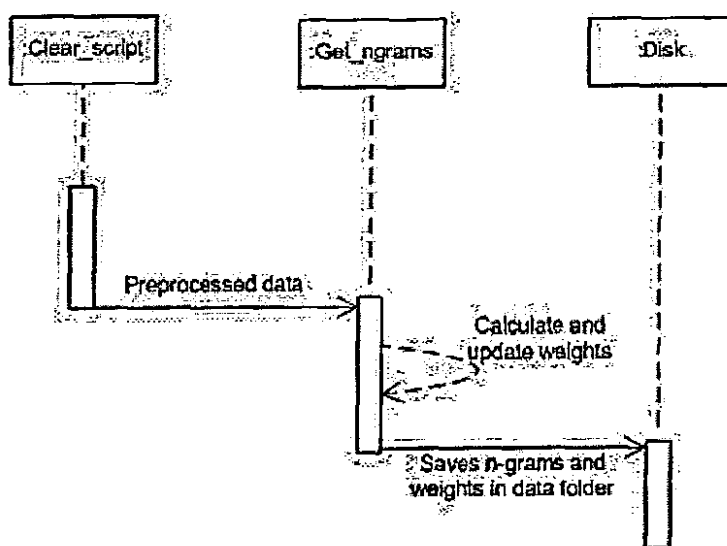 :Clear_script
:Get_ngrams
:Disk
Preprocessed data
Calculate and
update weights
Saves n-grams and
weights in data folder